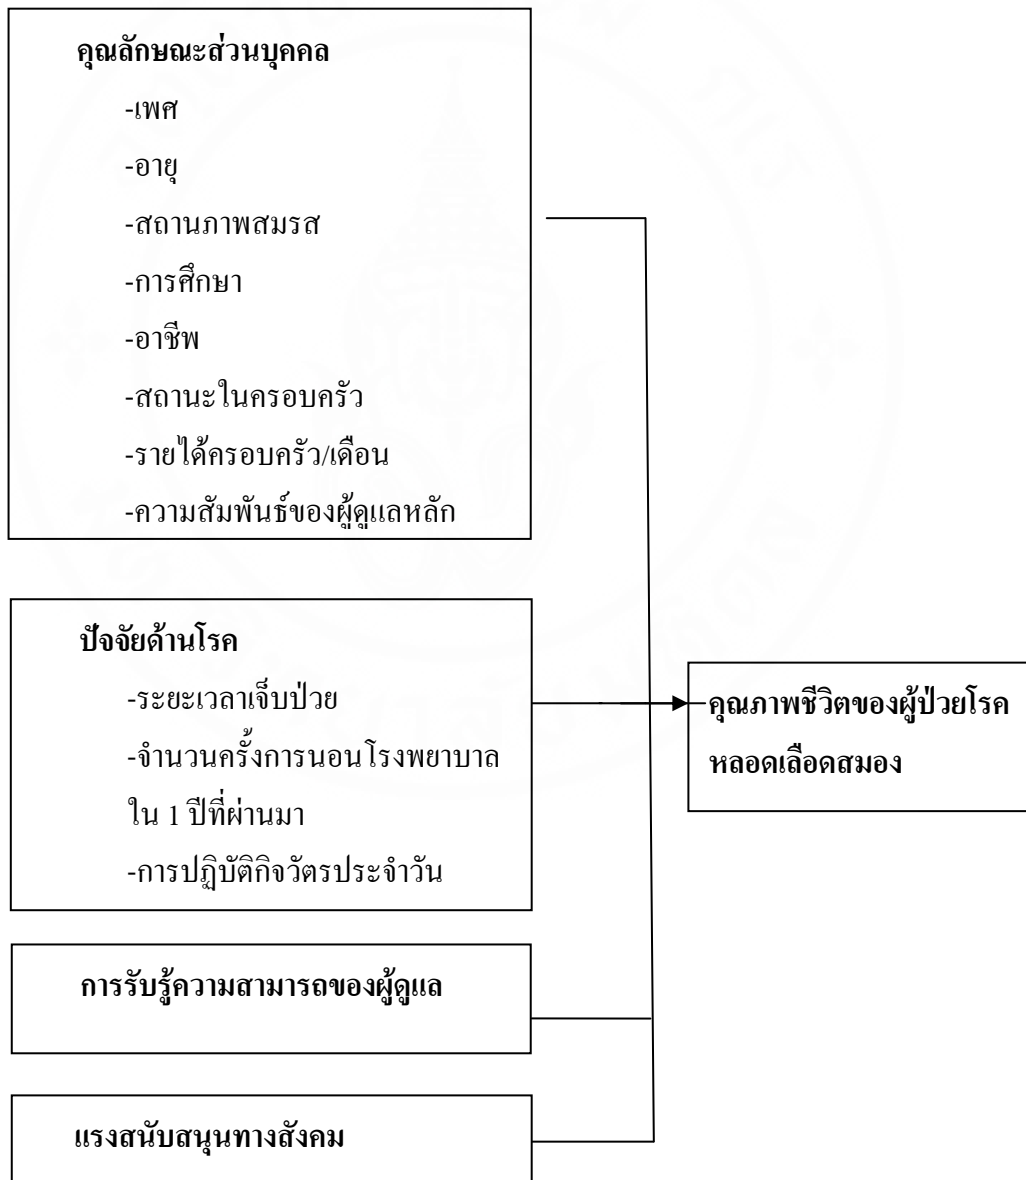 คุณลักษณะส่วนบุคคล
-เพศ
-อายุ
-สถานภาพสมรส
-การศึกษา
-อาชีพ
-สถานะในครอบครัว
-รายได้ครอบครัว/เดือน
-ความสัมพันธ์ของผู้ดูแลหลัก
ปัจจัยด้านโรค
-ระยะเวลาเจ็บป่วย
-จำนวนครั้งการนอนโรงพยาบาล
ใน 1 ปีที่ผ่านมา
-การปฏิบัติกิจวัตรประจำวัน
คุณภาพชีวิตของผู้ป่วยโรค
หลอดเลือดสมอง
การรับรู้ความสามารถของผู้ดูแล
แรงสนับสนุนทางสังคม